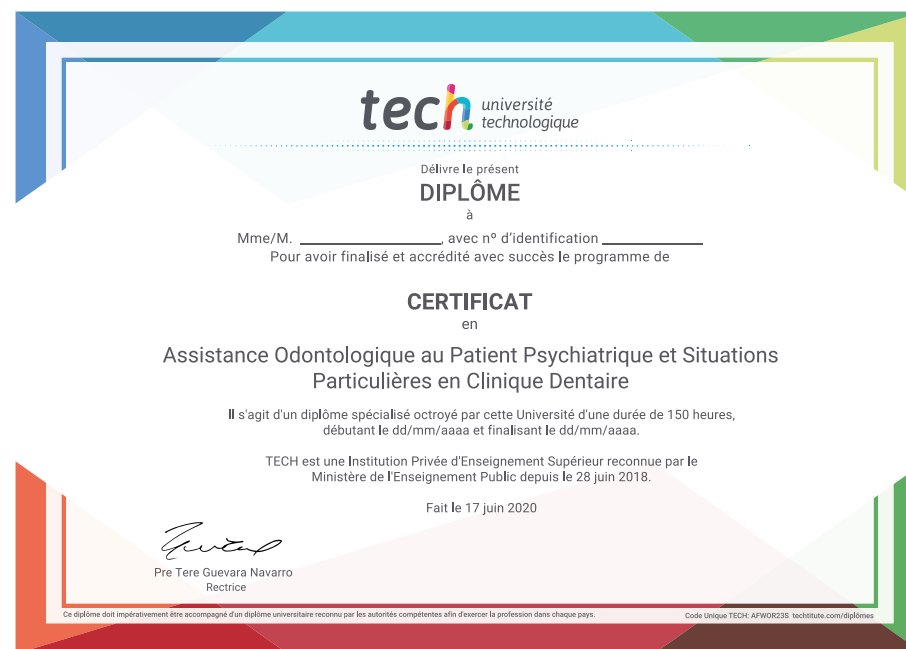 tech université
technologique
Délivre le présent
DIPLÔME
à
Mme/M. ____________________, avec nº d'identification ______________
Pour avoir finalisé et accrédité avec succès le programme de
CERTIFICAT
en
Assistance Odontologique au Patient Psychiatrique et Situations
Particulières en Clinique Dentaire
Il s'agit d'un diplôme spécialisé octroyé par cette Université d'une durée de 150 heures,
débutant le dd/mm/aaaa et finalisant le dd/mm/aaaa.
TECH est une Institution Privée d'Enseignement Supérieur reconnue par le
Ministère de l'Enseignement Public depuis le 28 juin 2018.
Fait le 17 juin 2020
Pre Tere Guevara Navarro
Rectrice
Ce diplôme doit impérativement être accompagné d'un diplôme universitaire reconnu par les autorités compétentes afin d'exercer la profession dans chaque pays.
Code Unique TECH: AFWOR23S techtitute.com/diplômes